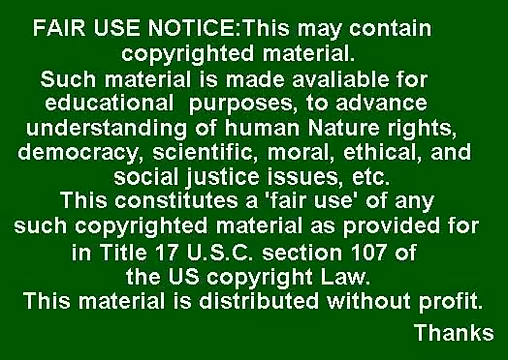 FAIR USE NOTICE:This may contain
copyrighted material.
Such material is made avaliable for
educational  purposes, to advance
understanding of human Nature rights,
democracy, scientific, moral, ethical, and
social justice issues, etc.
This constitutes a 'fair use' of any
such copyrighted material as provided for
in Title 17 U.S.C. section 107 of
the US copyright Law.
This material is distributed without profit.
Thanks